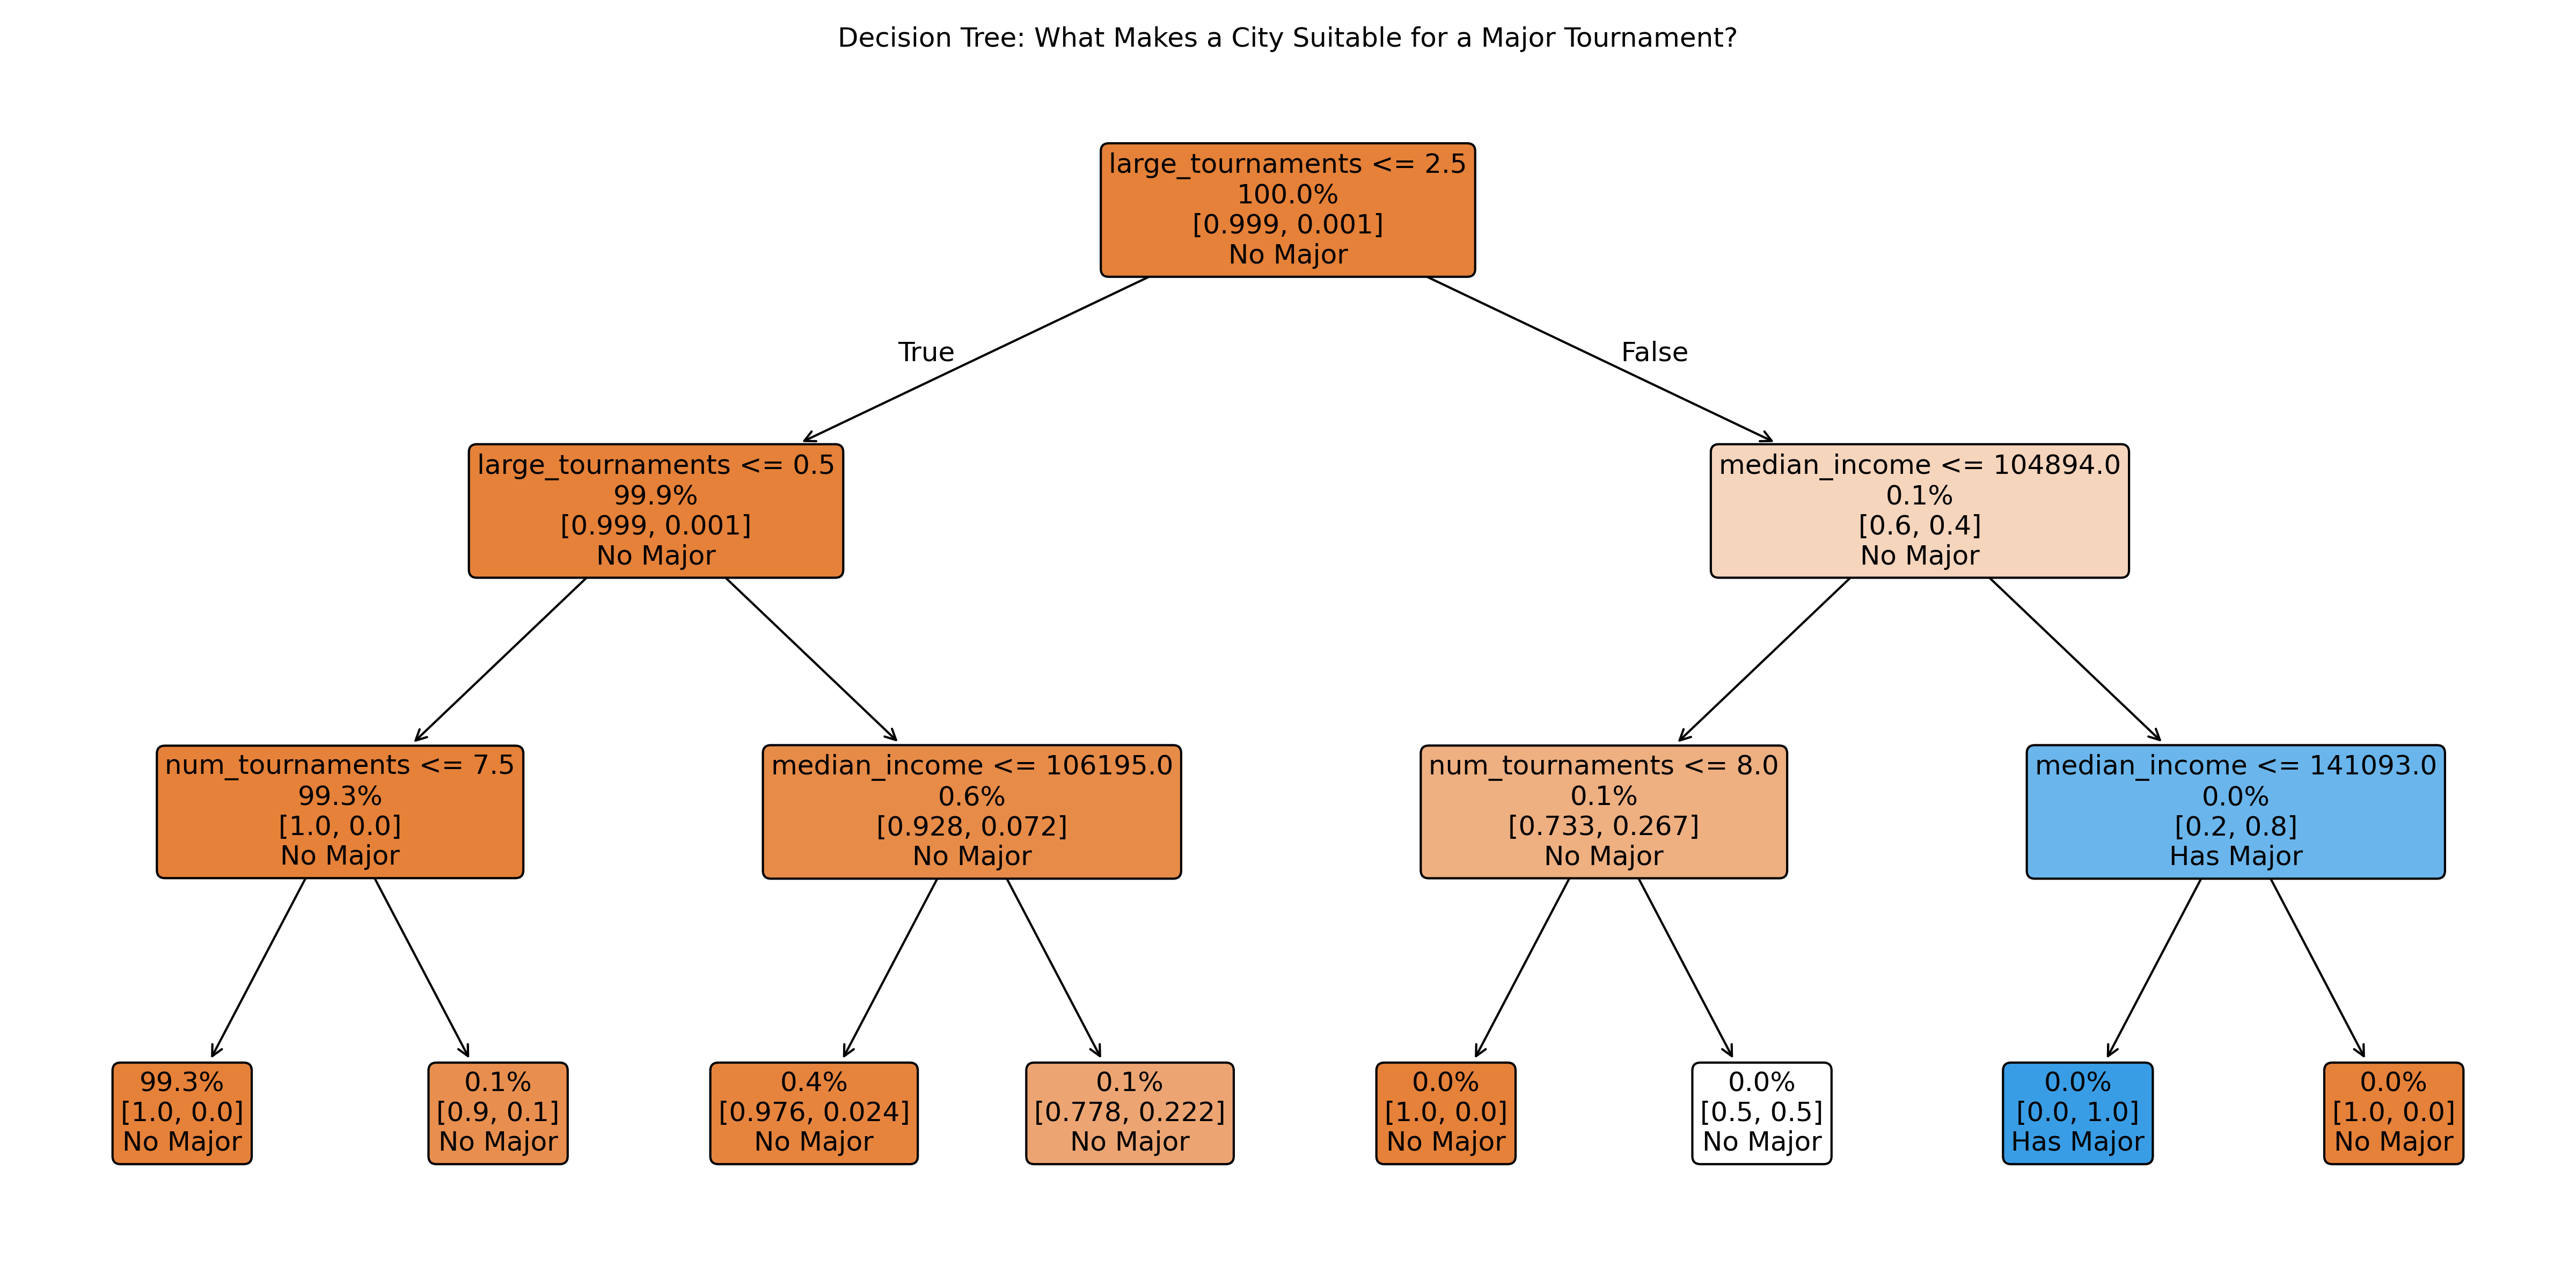 Decision Tree: What Makes a City Suitable for a Major Tournament?
large_tournaments <= 2.5
100.0%
[0.999, 0.001]
No Major
True
False
large_tournaments <= 0.5
99.9%
[0.999, 0.001]
No Major
median_income <= 104894.0
0.1%
[0.6, 0.4]
No Major
num_tournaments <= 7.5
99.3%
[1.0, 0.0]
No Major
median_income <= 106195.0
0.6%
[0.928, 0.072]
No Major
num_tournaments <= 8.0
0.1%
[0.733, 0.267]
No Major
median_income <= 141093.0
0.0%
[0.2, 0.8]
Has Major
99.3%
[1.0, 0.0]
No Major
0.1%
[0.9, 0.1]
No Major
0.4%
[0.976, 0.024]
No Major
0.1%
[0.778, 0.222]
No Major
0.0%
[1.0, 0.0]
No Major
0.0%
[0.5, 0.5]
No Major
0.0%
[0.0, 1.0]
Has Major
0.0%
[1.0, 0.0]
No Major